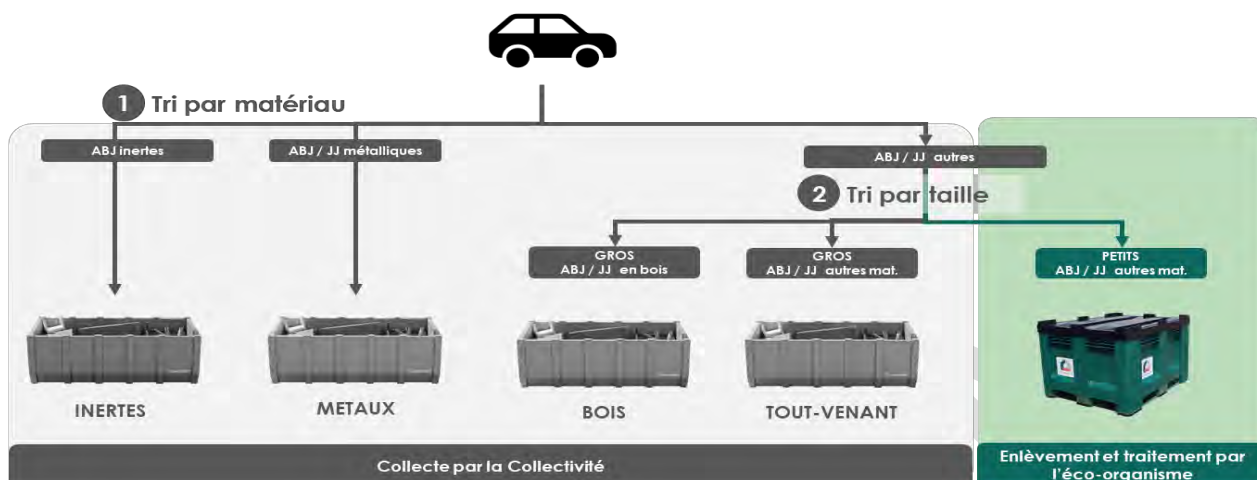 1 Tri par matériau
ABJ inertes
ABJ / JJ métalliques
ABJ / JJ autres
2 Tri par taille
GROS
ABJ / JJ en bois
GROS
ABJ / JJ autres mat.
PETITS
ABJ / JJ autres mat.
INERTES
METAUX
BOIS
TOUT-VENANT
Collecte par la Collectivité
Enlèvement et traitement par
l'éco-organisme